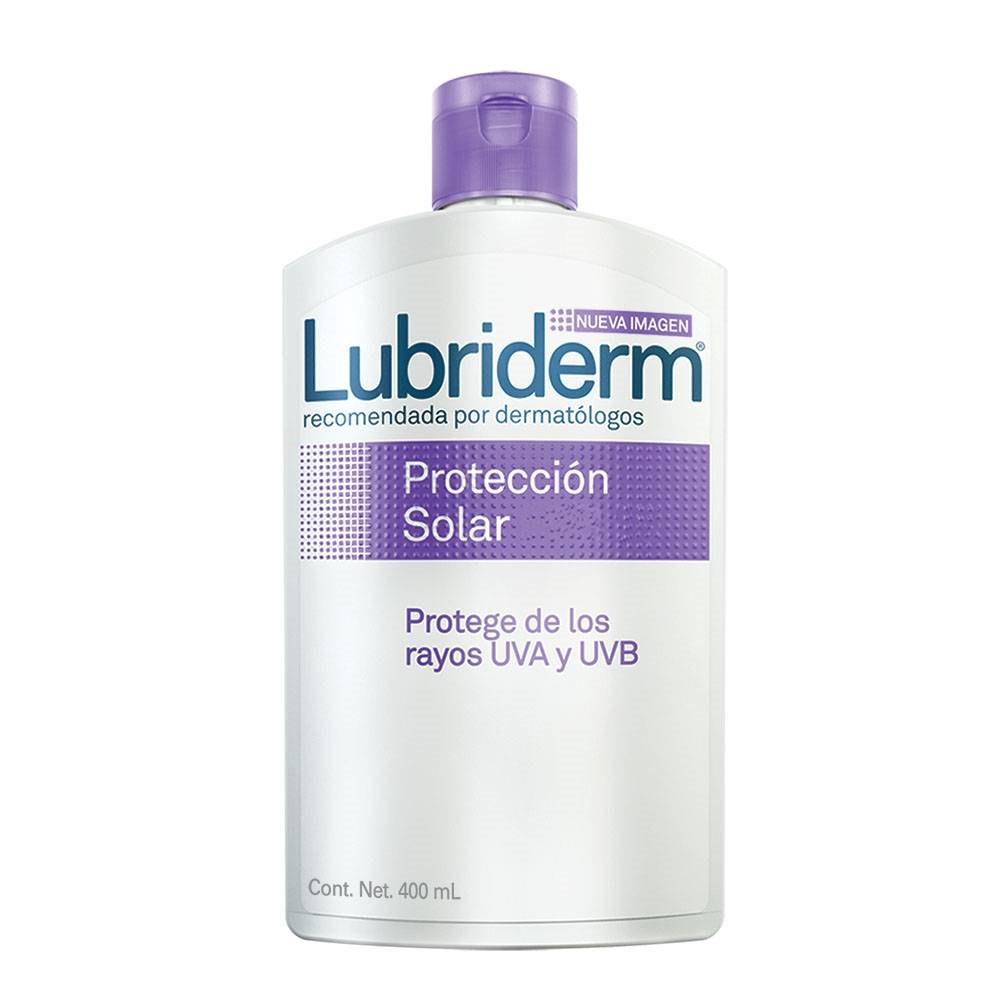 NUEVA IMAGEN
Lubriderm®
recomendada por dermatólogos
Protección
Solar
Protege de los
rayos UVA y UVB
Cont. Net. 400 mL